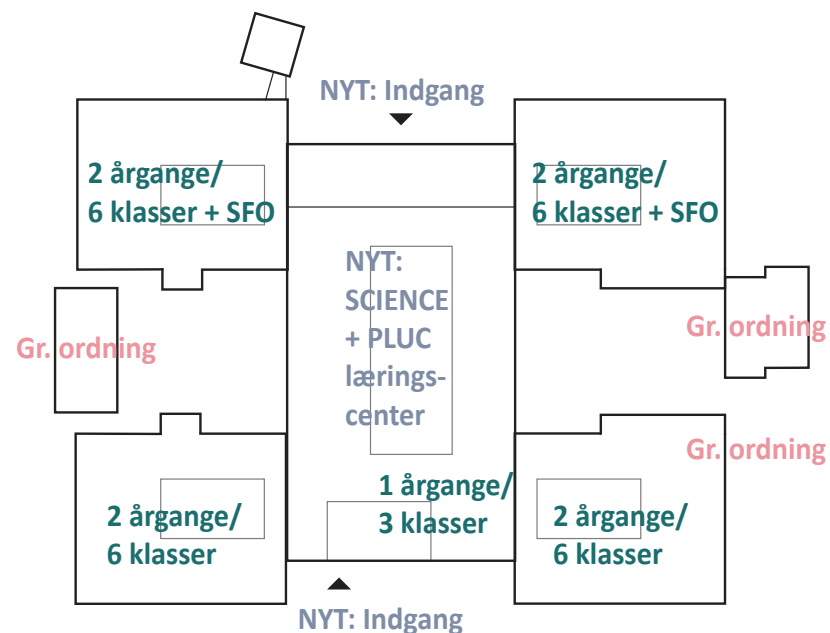 NYT: Indgang
2 årgange/
6 klasser + SFO
2 årgange/
6 klasser + SFO
NYT:
SCIENCE
+ PLUC
lærings-
center
Gr. ordning
Gr. ordning
Gr. ordning
1 årgange/
3 klasser
2 årgange/
6 klasser
2 årgange/
6 klasser
NYT: Indgang